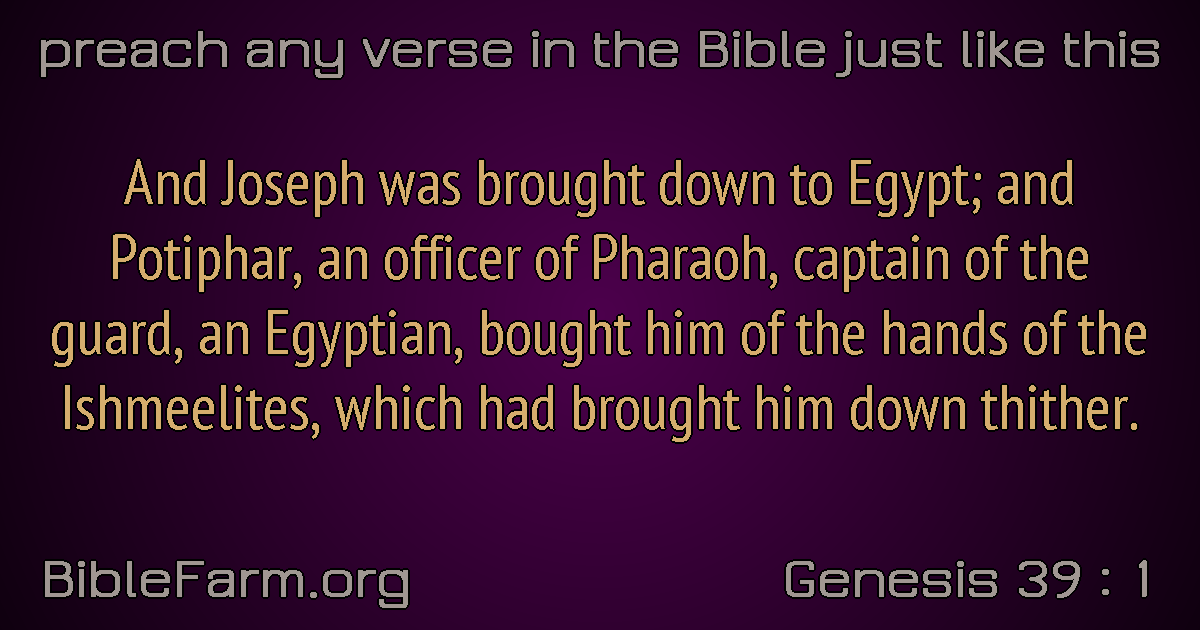 preach any verse in the Bible just like this
And Joseph was brought down to Egypt; and
Potiphar, an officer of Pharaoh, captain of the
guard, an Egyptian, bought him of the hands of the
Ishmeelites, which had brought him down thither.
BibleFarm.org
Genesis 39 : 1